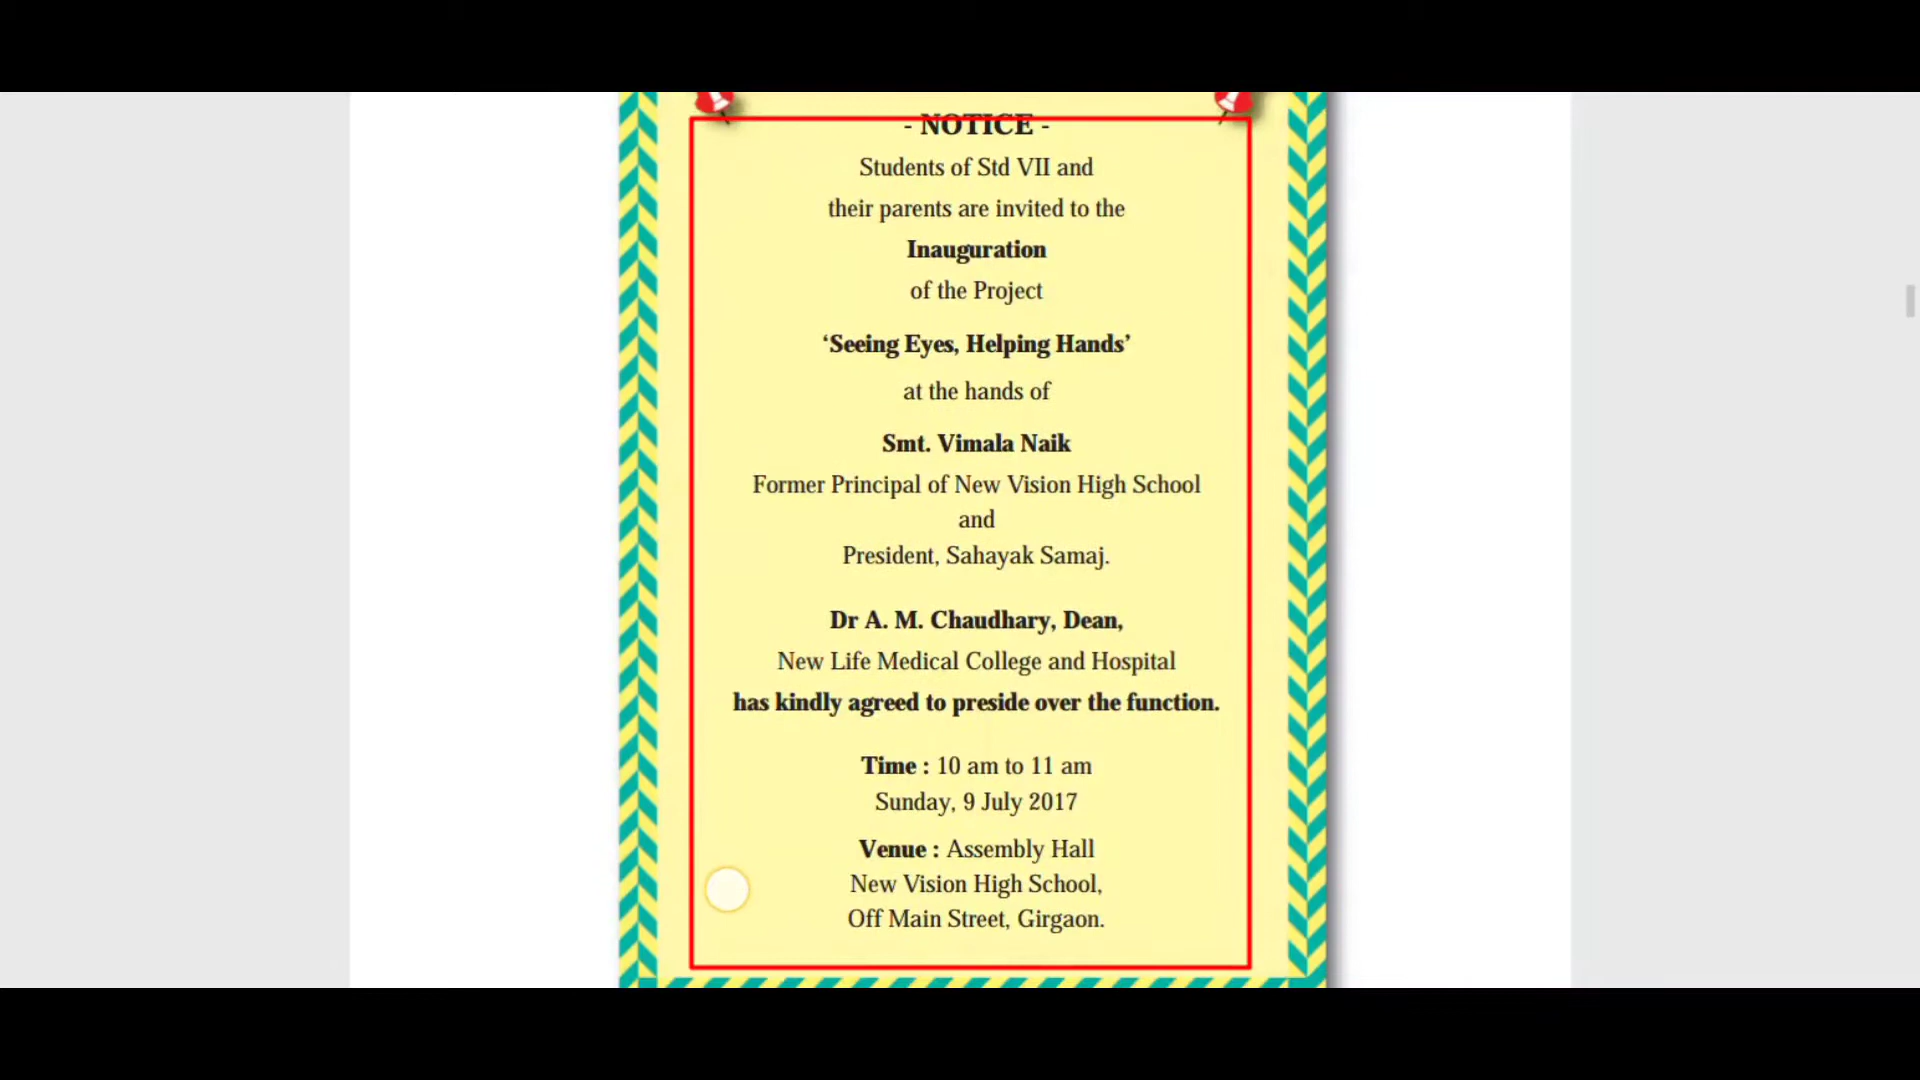 - NOTICE -
Students of Std VII and
their parents are invited to the
Inauguration
of the Project
‘Seeing Eyes, Helping Hands’
at the hands of
Smt. Vimala Naik
Former Principal of New Vision High School
and
President, Sahayak Samaj.
Dr A. M. Chaudhary, Dean,
New Life Medical College and Hospital
has kindly agreed to preside over the function.
Time : 10 am to 11 am
Sunday, 9 July 2017
Venue : Assembly Hall
New Vision High School,
Off Main Street, Girgaon.